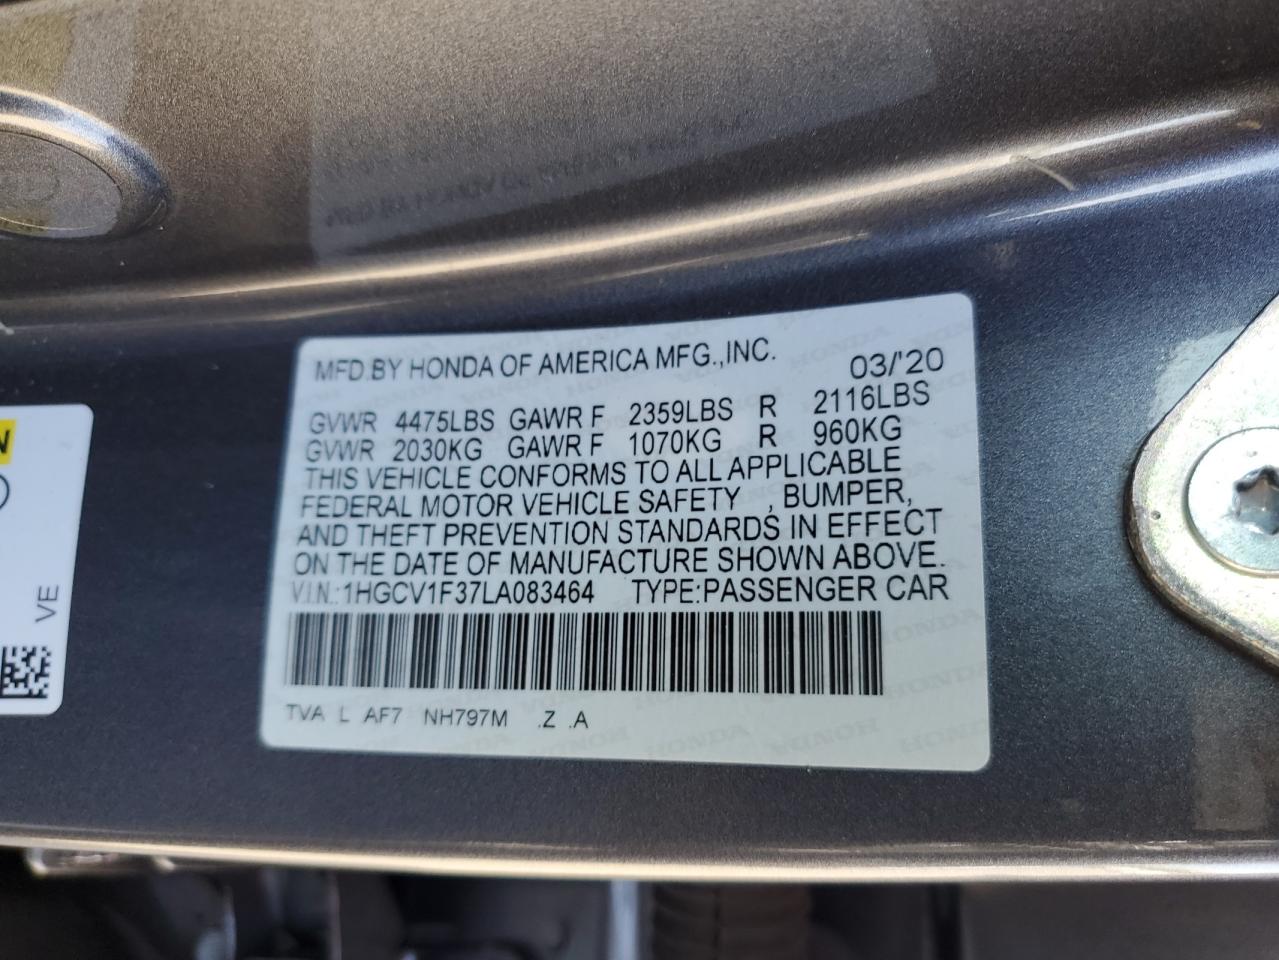 MFD.BY HONDA OF AMERICA MFG.,INC. 03/'20
GVWR 4475LBS GAWR F 2359LBS R 2116LBS
GVWR 2030KG GAWR F 1070KG R 960KG
THIS VEHICLE CONFORMS TO ALL APPLICABLE
FEDERAL MOTOR VEHICLE SAFETY , BUMPER,
AND THEFT PREVENTION STANDARDS IN EFFECT
ON THE DATE OF MANUFACTURE SHOWN ABOVE.
V.I.N.:1HGCV1F37LA083464 TYPE:PASSENGER CAR
TVA L AF7 NH797M .Z .A
N
VE